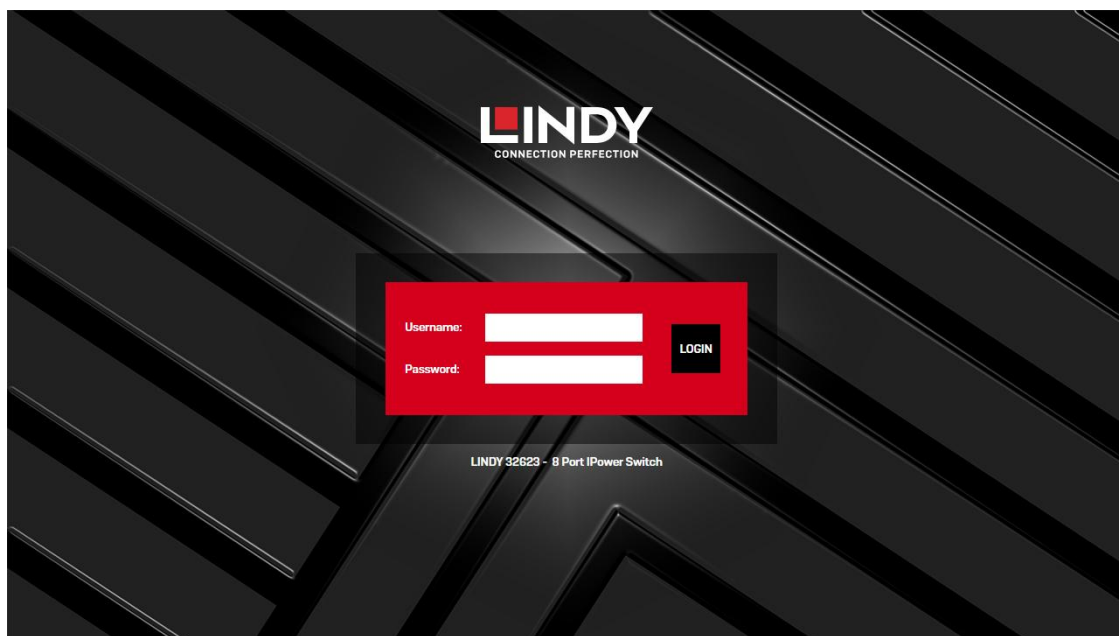 LINDY
CONNECTION PERFECTION
Username:
Password:
LOGIN
LINDY 32623 - 8 Port IPower Switch